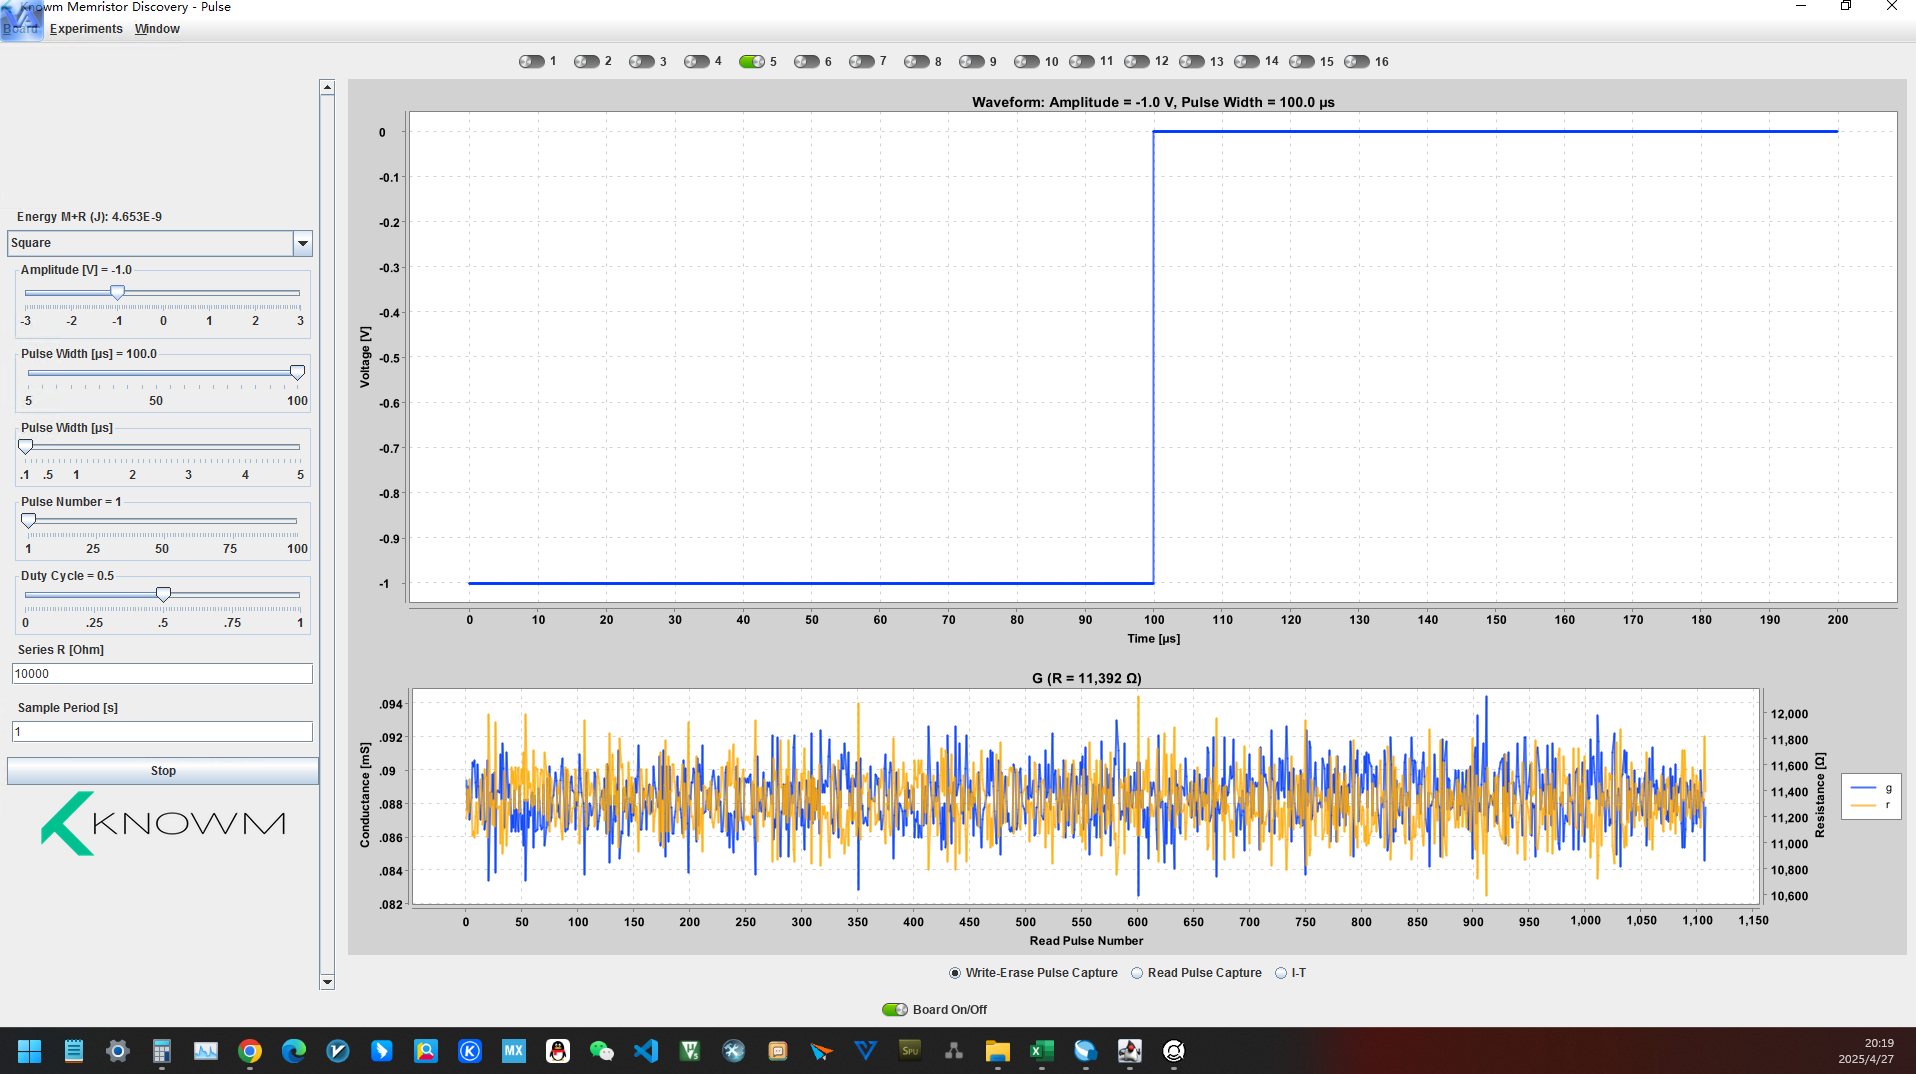 Knowm Memristor Discovery - Pulse
Board Experiments Window
1 2 3 4 5 6 7 8 9 10 11 12 13 14 15 16
Energy M+R (J): 4.653E-9
Square
Amplitude [V] = -1.0
-3 -2 -1 0 1 2 3
Pulse Width [µs] = 100.0
5 50 100
Pulse Width [µs]
.1 .5 1 2 3 4 5
Pulse Number = 1
1 25 50 75 100
Duty Cycle = 0.5
0 .25 .5 .75 1
Series R [Ohm]
10000
Sample Period [s]
1
Stop
KNOWM
Waveform: Amplitude = -1.0 V, Pulse Width = 100.0 µs
Voltage [V]
0
-0.1
-0.2
-0.3
-0.4
-0.5
-0.6
-0.7
-0.8
-0.9
-1
0 10 20 30 40 50 60 70 80 90 100 110 120 130 140 150 160 170 180 190 200
Time [µs]
G (R = 11,392 Ω)
Conductance [mS]
.094
.092
.09
.088
.086
.084
.082
12,000
11,800
11,600
11,400
11,200
11,000
10,800
10,600
Resistance [Ω]
g
r
0 50 100 150 200 250 300 350 400 450 500 550 600 650 700 750 800 850 900 950 1,000 1,050 1,100 1,150
Read Pulse Number
Write-Erase Pulse Capture Read Pulse Capture I-T
Board On/Off
MX
SPU
20:19
2025/4/27